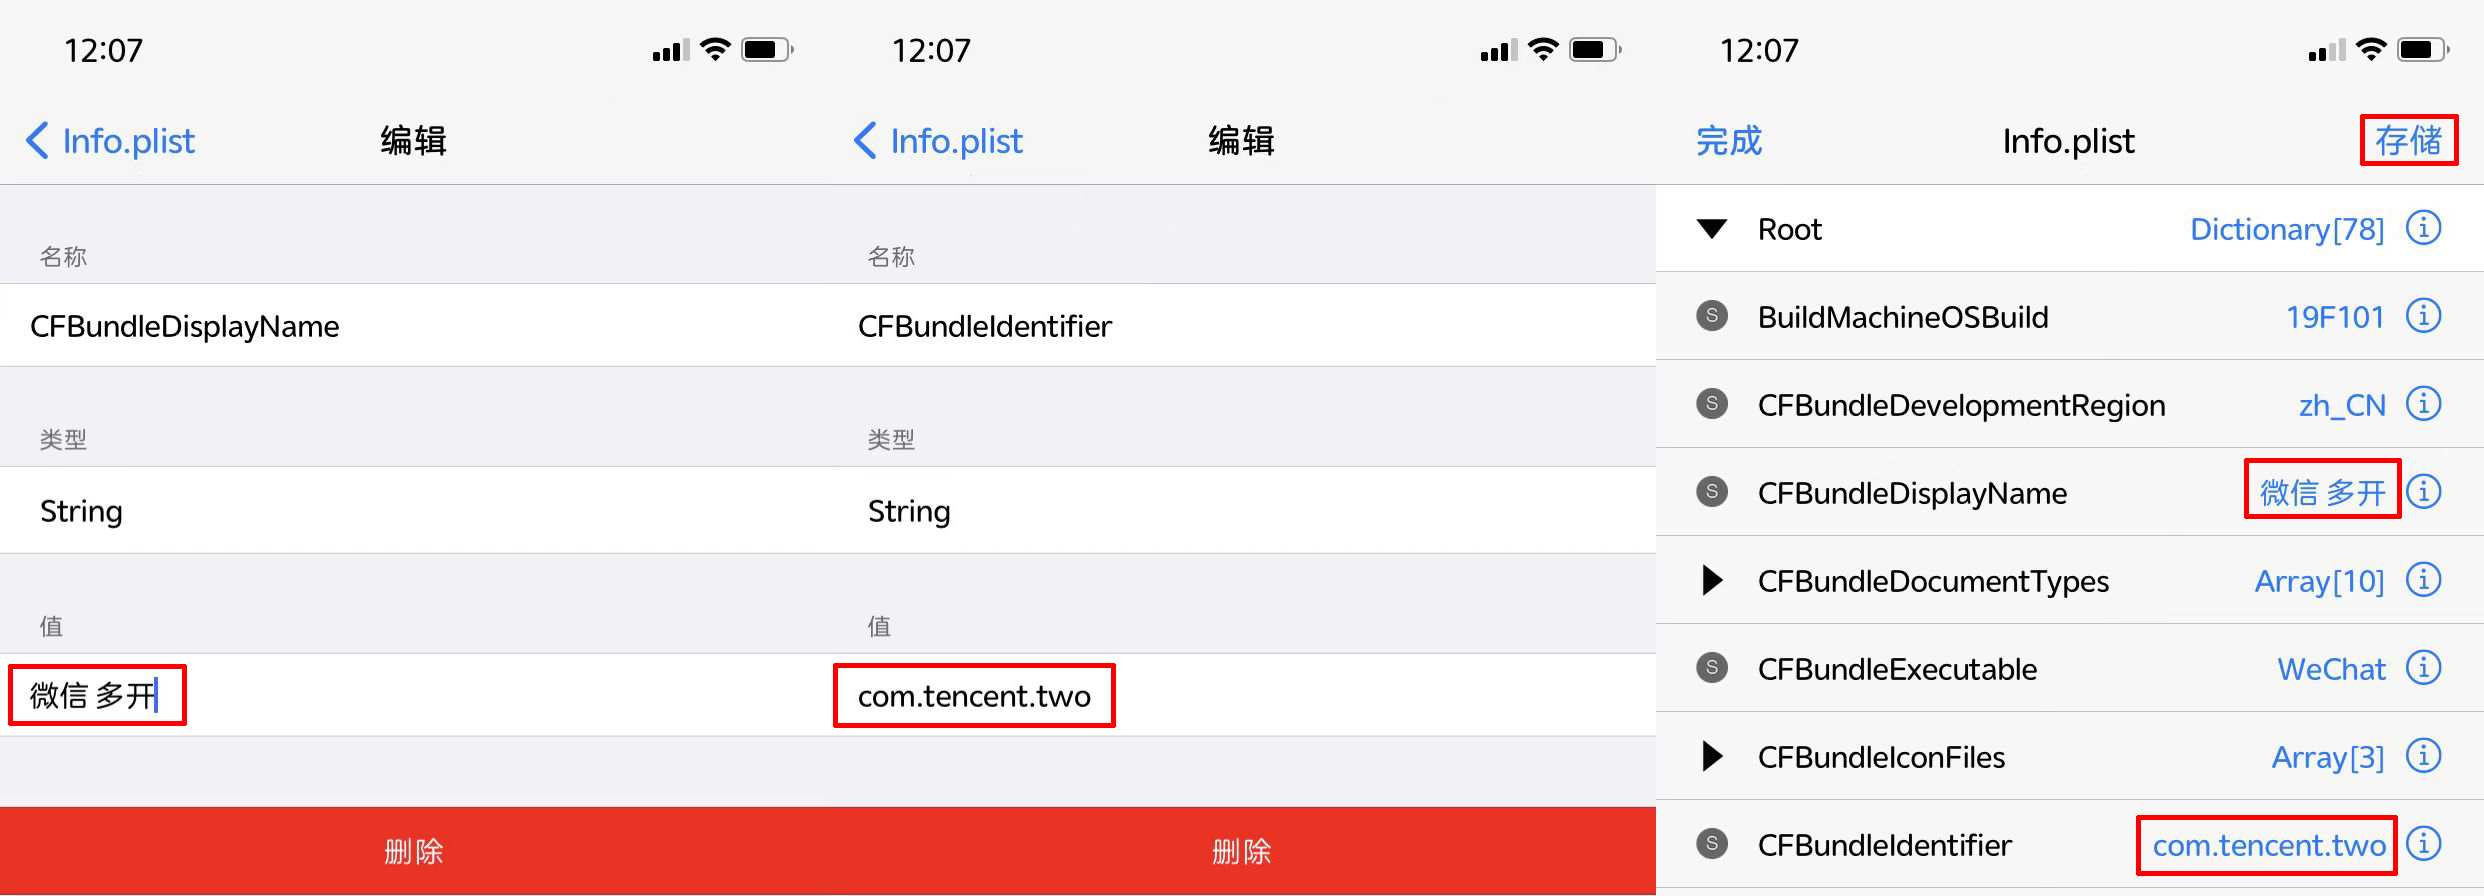 12:07
Info.plist
编辑
名称
CFBundleDisplayName
类型
String
值
微信 多开
删除
12:07
Info.plist
编辑
名称
CFBundleIdentifier
类型
String
值
com.tencent.two
删除
12:07
完成 Info.plist 存储
Root Dictionary[78]
S BuildMachineOSBuild 19F101
S CFBundleDevelopmentRegion zh_CN
S CFBundleDisplayName 微信 多开
CFBundleDocumentTypes Array[10]
S CFBundleExecutable WeChat
CFBundleIconFiles Array[3]
S CFBundleIdentifier com.tencent.two